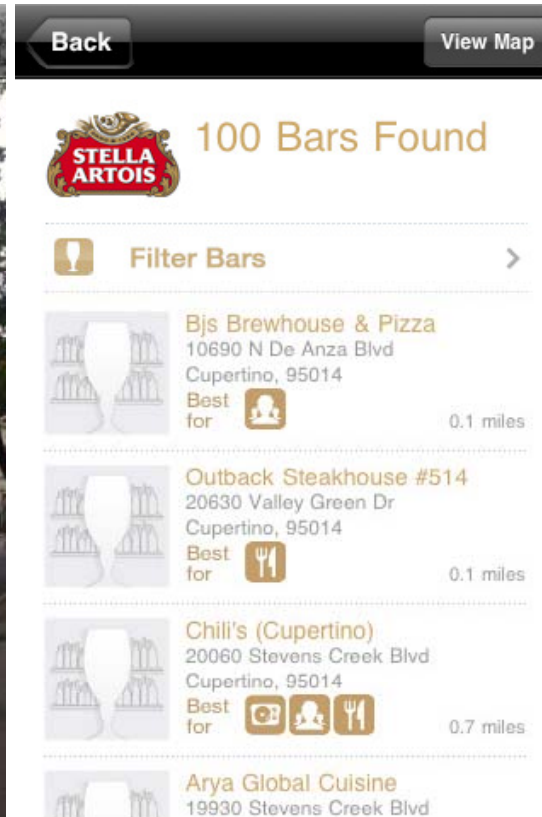 Back
View Map
STELLA
ARTOIS
100 Bars Found
Filter Bars
Bjs Brewhouse & Pizza
10690 N De Anza Blvd
Cupertino, 95014
Best
for
0.1 miles
Outback Steakhouse #514
20630 Valley Green Dr
Cupertino, 95014
Best
for
0.1 miles
Chili's (Cupertino)
20060 Stevens Creek Blvd
Cupertino, 95014
Best
for
0.7 miles
Arya Global Cuisine
19930 Stevens Creek Blvd